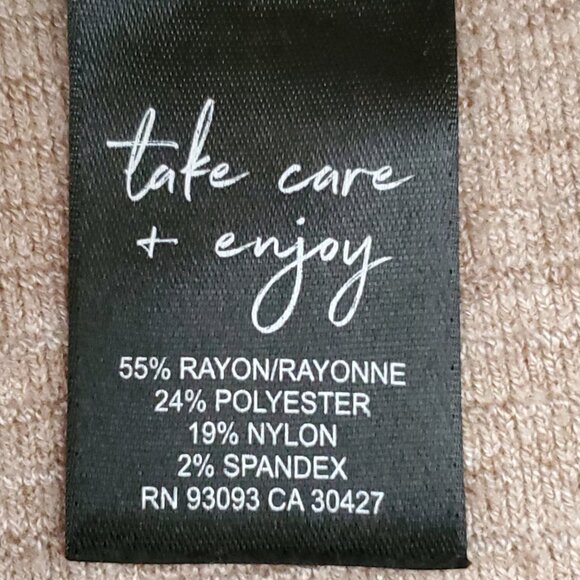 take care
+ enjoy
55% RAYON/RAYONNE
24% POLYESTER
19% NYLON
2% SPANDEX
RN 93093 CA 30427